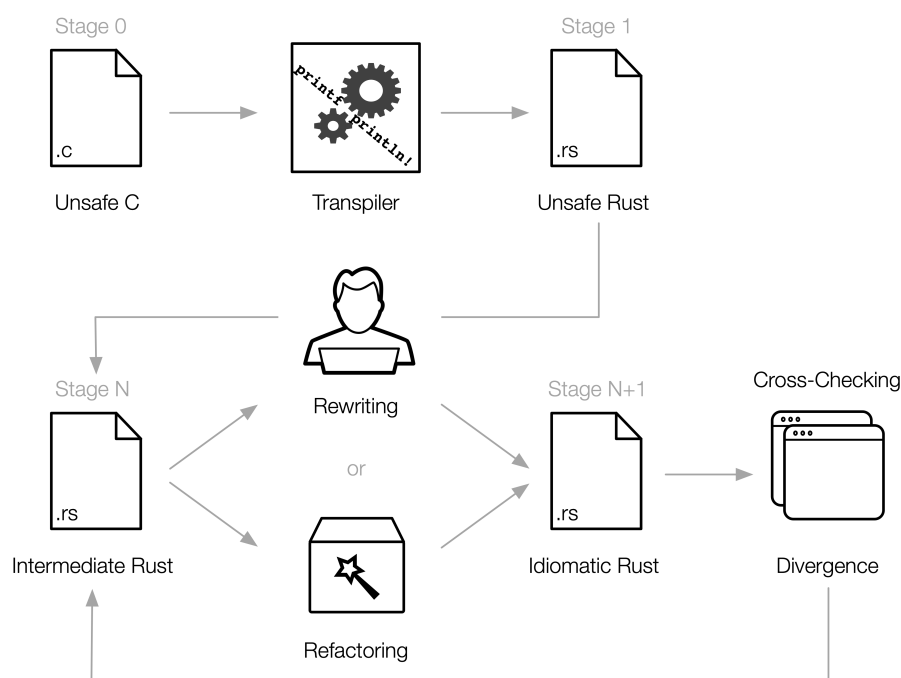 Stage 0
Stage 1
printf
println!
.c
.rs
Unsafe C
Transpiler
Unsafe Rust
Stage N
Stage N+1
Cross-Checking
Rewriting
or
.rs
.rs
Intermediate Rust
Idiomatic Rust
Divergence
Refactoring